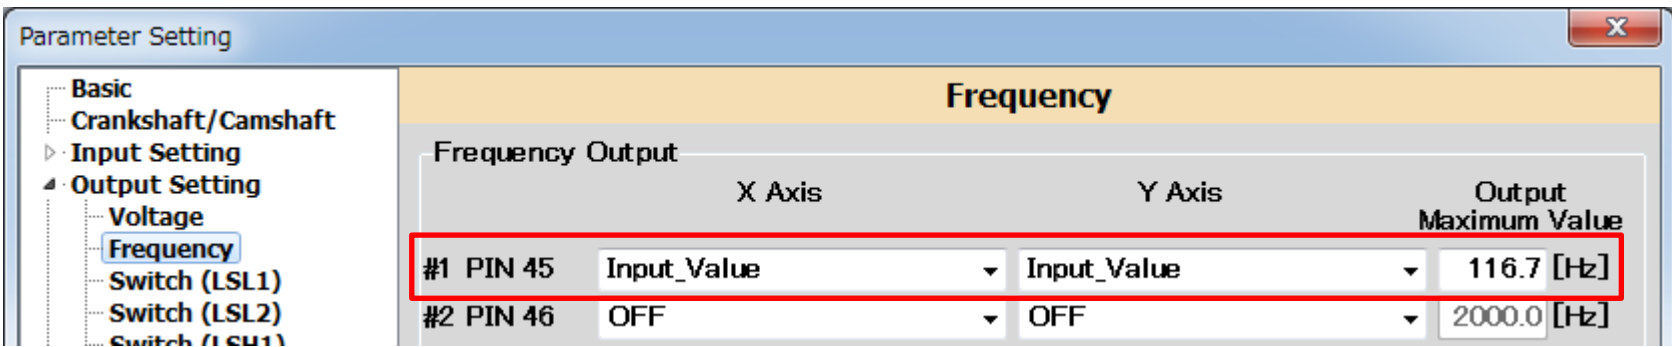 Parameter Setting
Basic
Crankshaft/Camshaft
Input Setting
Output Setting
Voltage
Frequency
Switch (LSL1)
Switch (LSL2)
Switch (LSH1)
Frequency
Frequency Output
X Axis Y Axis Output
Maximum Value
#1 PIN 45 Input_Value Input_Value 116.7 [Hz]
#2 PIN 46 OFF OFF 2000.0 [Hz]